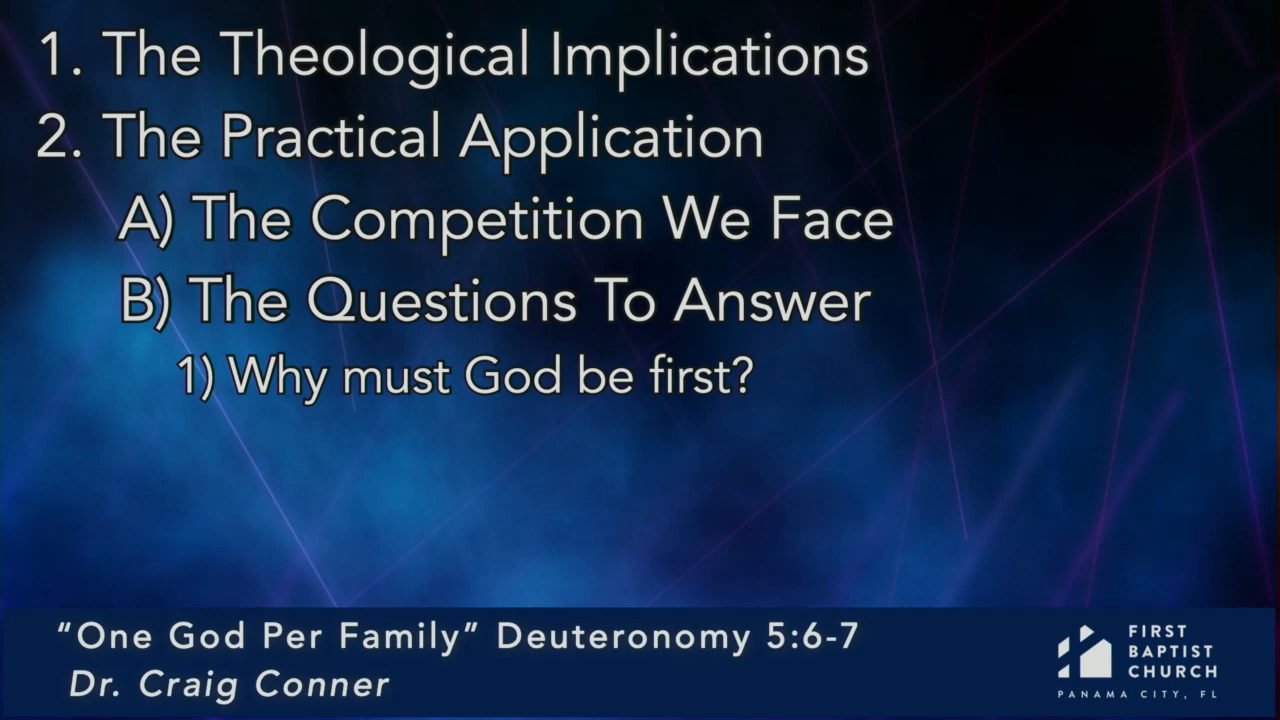 1. The Theological Implications
2. The Practical Application
A) The Competition We Face
B) The Questions To Answer
1) Why must God be first?
“One God Per Family” Deuteronomy 5:6-7
Dr. Craig Conner
FIRST
BAPTIST
CHURCH
PANAMA CITY, FL